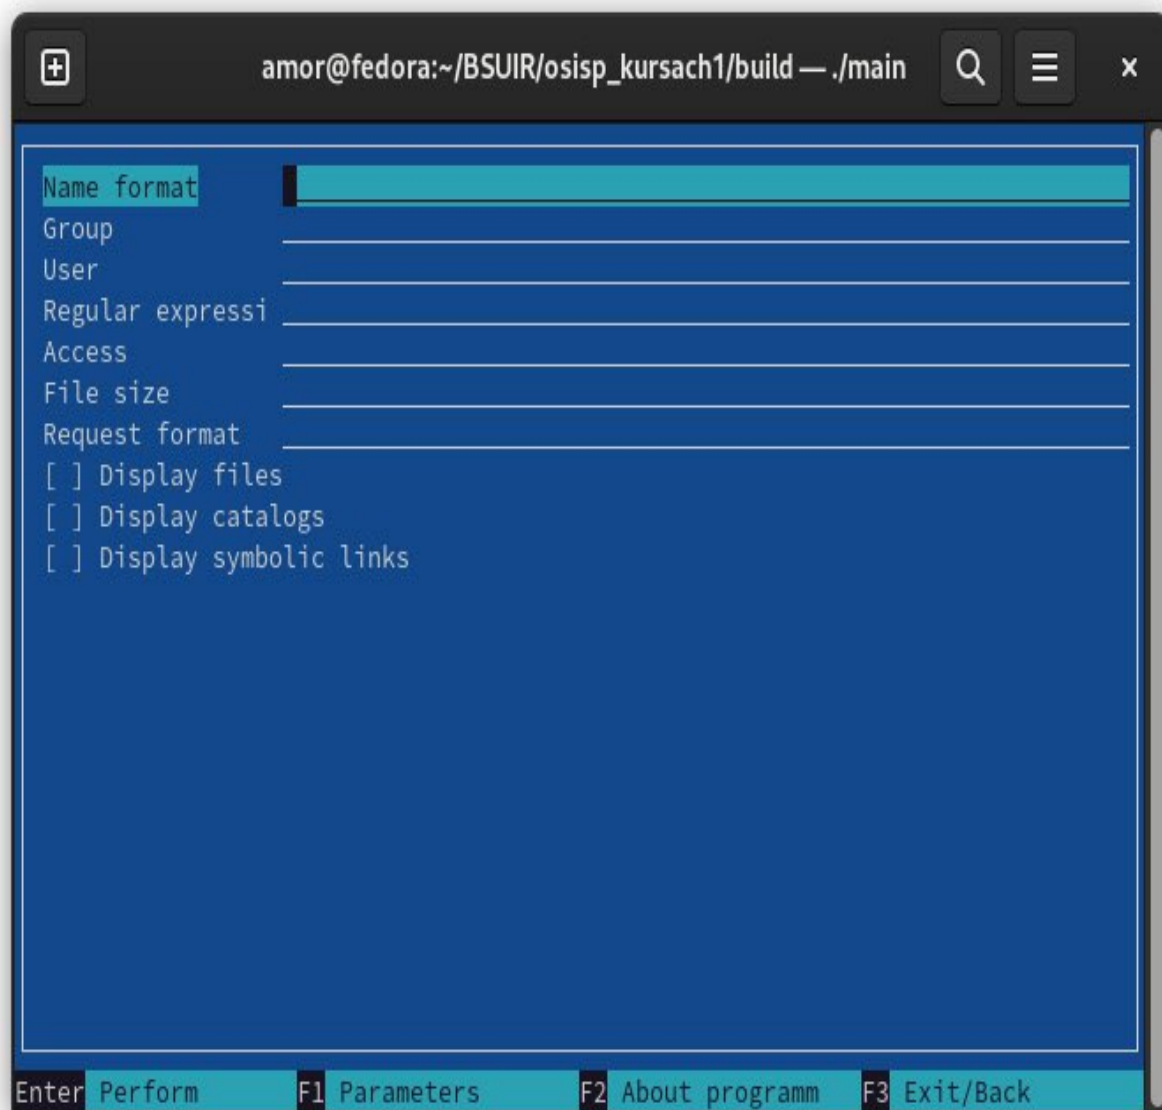 amor@fedora:~/BSUIR/osisp_kursach1/build — ./main
Name format
Group
User
Regular expressi
Access
File size
Request format
[ ] Display files
[ ] Display catalogs
[ ] Display symbolic links
Enter Perform F1 Parameters F2 About programm F3 Exit/Back